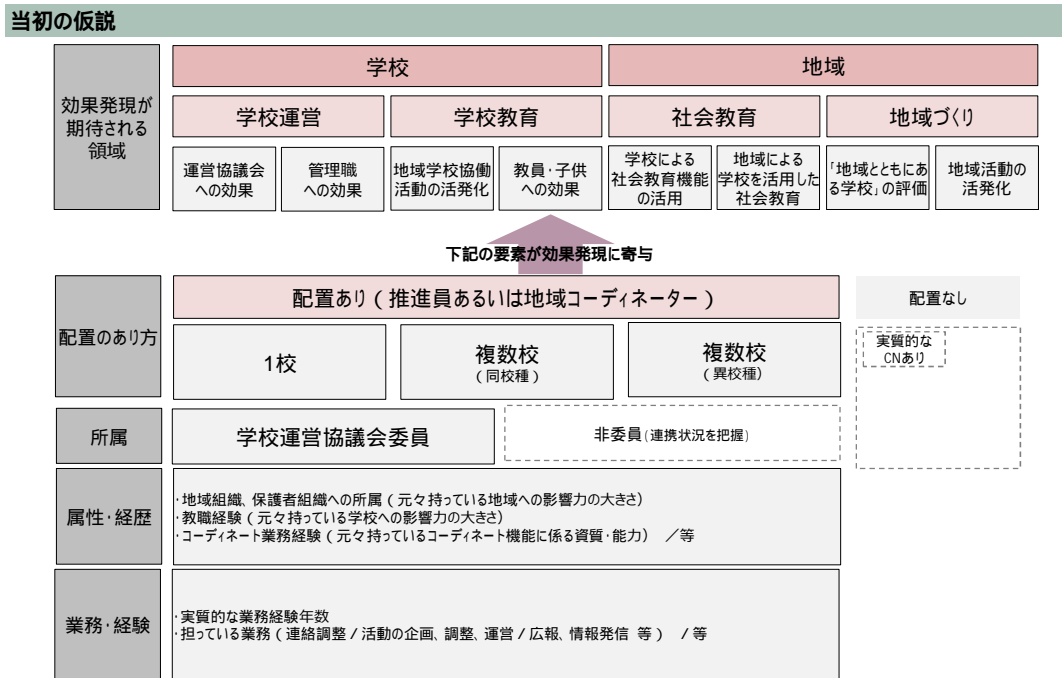 当初の仮説
効果発現が
期待される
領域
学校
地域
学校運営
学校教育
社会教育
地域づくり
運営協議会
への効果
管理職
への効果
地域学校協働
活動の活発化
教員・子供
への効果
学校による
社会教育機能
の活用
地域による
学校を活用した
社会教育
「地域とともにあ
る学校」の評価
地域活動の
活発化
下記の要素が効果発現に寄与
配置のあり方
配置あり(推進員あるいは地域コーディネーター)
配置なし
1校
複数校
(同校種)
複数校
(異校種)
実質的な
CNあり
所属
学校運営協議会委員
非委員(連携状況を把握)
属性・経歴
・地域組織、保護者組織への所属(元々持っている地域への影響力の大きさ)
・教職経験(元々持っている学校への影響力の大きさ)
・コーディネート業務経験(元々持っているコーディネート機能に係る資質・能力) /等
業務・経験
・実質的な業務経験年数
・担っている業務(連絡調整/活動の企画、調整、運営/広報、情報発信 等) /等